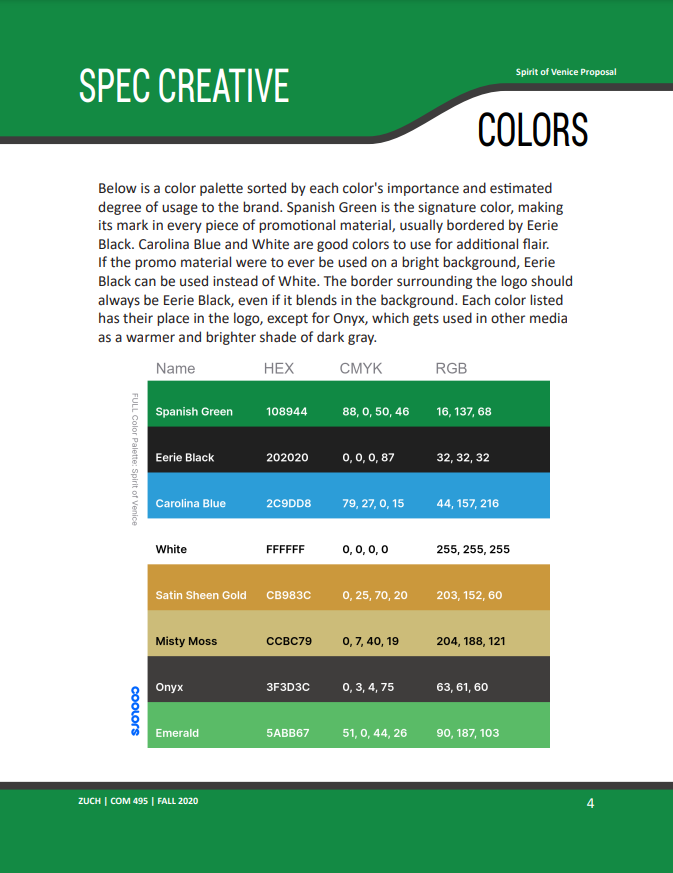 SPEC CREATIVE
Spirit of Venice Proposal
COLORS
Below is a color palette sorted by each color's importance and estimated
degree of usage to the brand. Spanish Green is the signature color, making
its mark in every piece of promotional material, usually bordered by Eerie
Black. Carolina Blue and White are good colors to use for additional flair.
If the promo material were to ever be used on a bright background, Eerie
Black can be used instead of White. The border surrounding the logo should
always be Eerie Black, even if it blends in the background. Each color listed
has their place in the logo, except for Onyx, which gets used in other media
as a warmer and brighter shade of dark gray.
Name HEX CMYK RGB
FULL Color Palette: Spirit of Venice
Spanish Green 108944 88, 0, 50, 46 16, 137, 68
Eerie Black 202020 0, 0, 0, 87 32, 32, 32
Carolina Blue 2C9DD8 79, 27, 0, 15 44, 157, 216
White FFFFFF 0, 0, 0, 0 255, 255, 255
Satin Sheen Gold CB983C 0, 25, 70, 20 203, 152, 60
Misty Moss CCBC79 0, 7, 40, 19 204, 188, 121
Onyx 3F3D3C 0, 3, 4, 75 63, 61, 60
Emerald 5ABB67 51, 0, 44, 26 90, 187, 103
coolors
ZUCH | COM 495 | FALL 2020
4